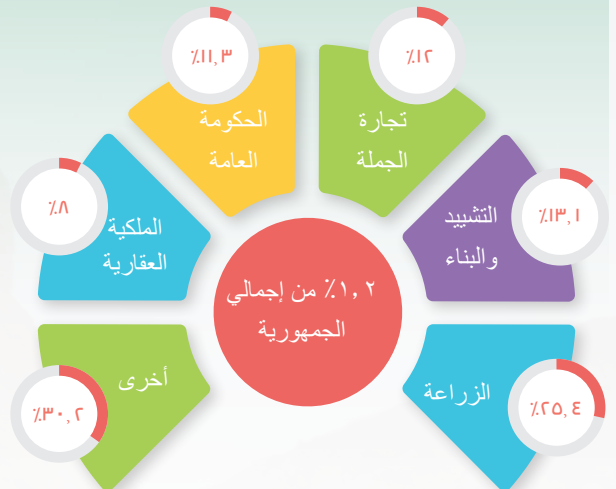 ٪١٢
تجارة
الجملة
٪١١,٣
الحكومة
العامة
٪١٣,١
التشييد
والبناء
٪٨
الملكية
العقارية
١,٢٪ من إجمالي
الجمهورية
٪٢٥,٤
الزراعة
٪٣٠,٢
أخرى